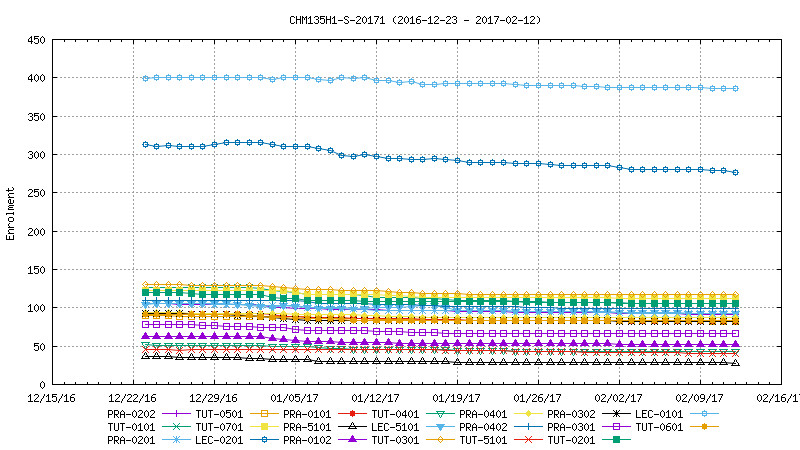 CHM135H1-S-20171 (2016-12-23 - 2017-02-12)
450
400
350
300
250
200
150
100
50
0
Enrolment
12/15/16 12/22/16 12/29/16 01/05/17 01/12/17 01/19/17 01/26/17 02/02/17 02/09/17 02/16/17
PRA-0202 TUT-0501 PRA-0101 TUT-0401 PRA-0401 PRA-0302 LEC-0101
TUT-0101 TUT-0701 PRA-5101 LEC-5101 PRA-0402 PRA-0301 TUT-0601
PRA-0201 LEC-0201 PRA-0102 TUT-0301 TUT-5101 TUT-0201